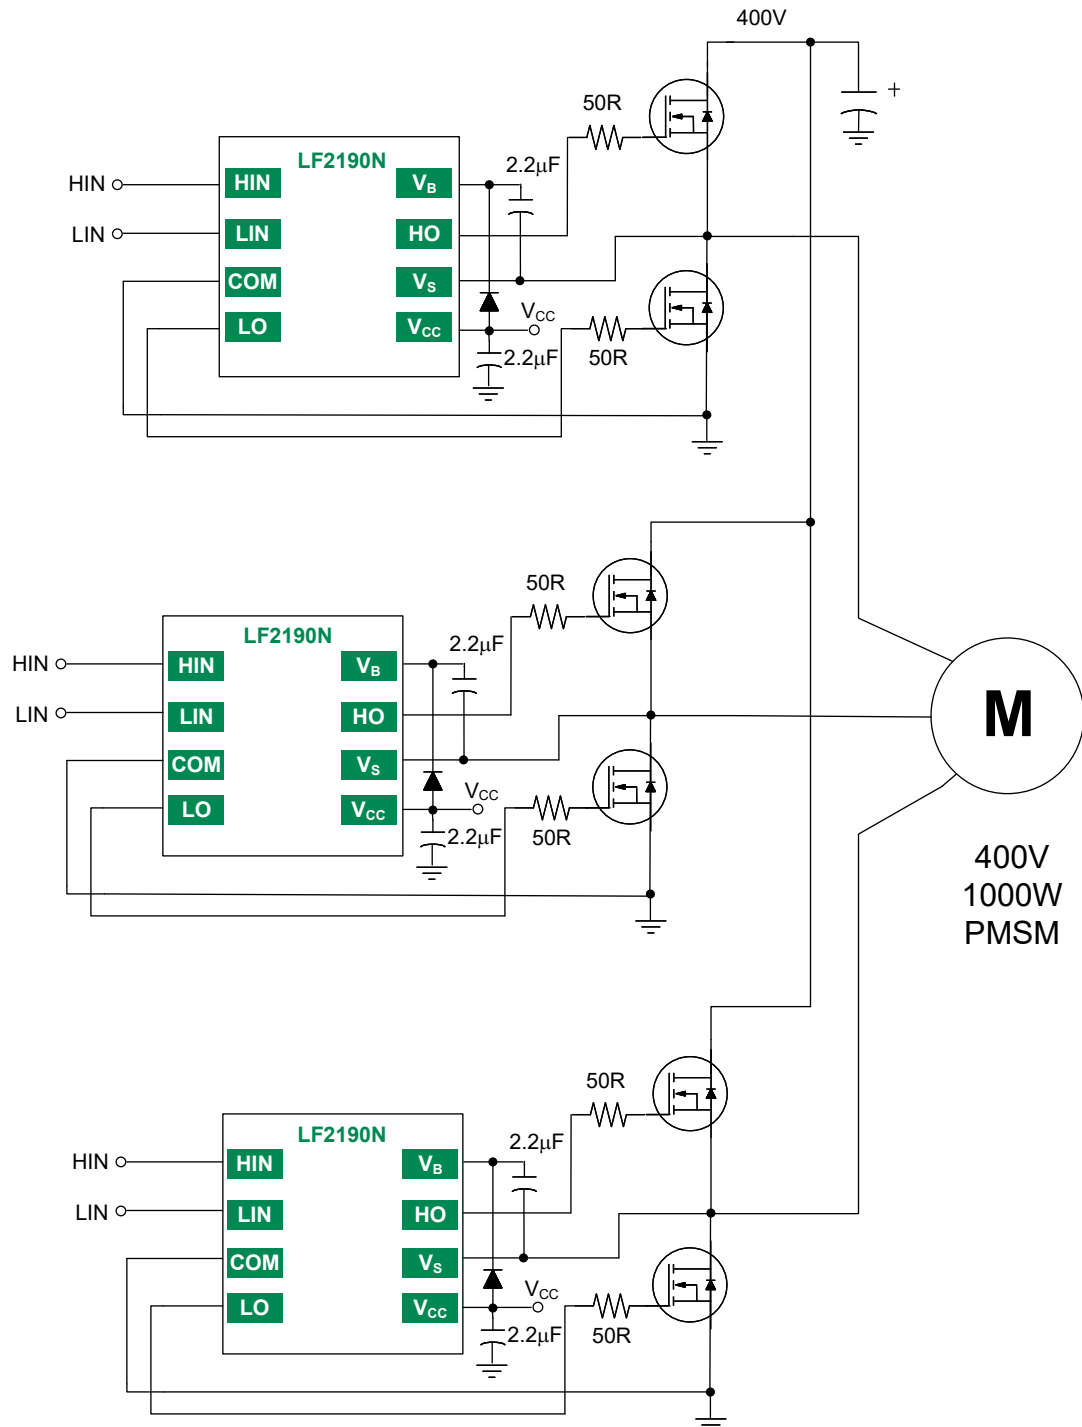 400V
+
50R
LF2190N
2.2μF
HIN HIN VB
LIN LIN HO
COM VS
VCC
LO VCC
2.2μF 50R
50R
LF2190N
2.2μF
HIN HIN VB
LIN LIN HO
M
COM VS
VCC
LO VCC
2.2μF 50R
400V
1000W
PMSM
50R
LF2190N
2.2μF
HIN HIN VB
LIN LIN HO
COM VS
VCC
LO VCC
2.2μF 50R